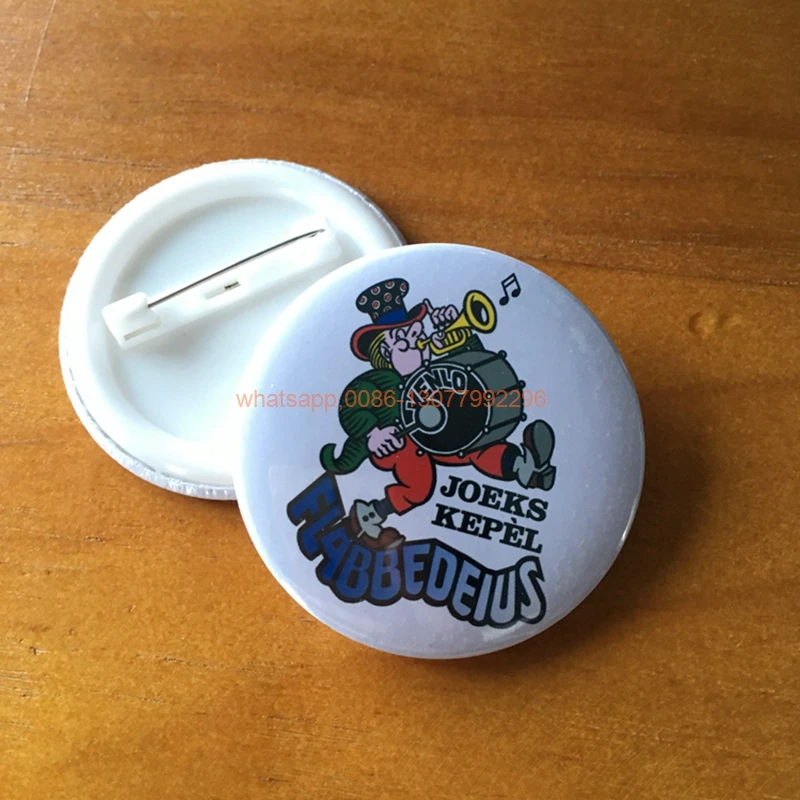 whatsapp.0086-13077992296
VENLO
JOEKS
KEPÈL
FLABBEDEIUS